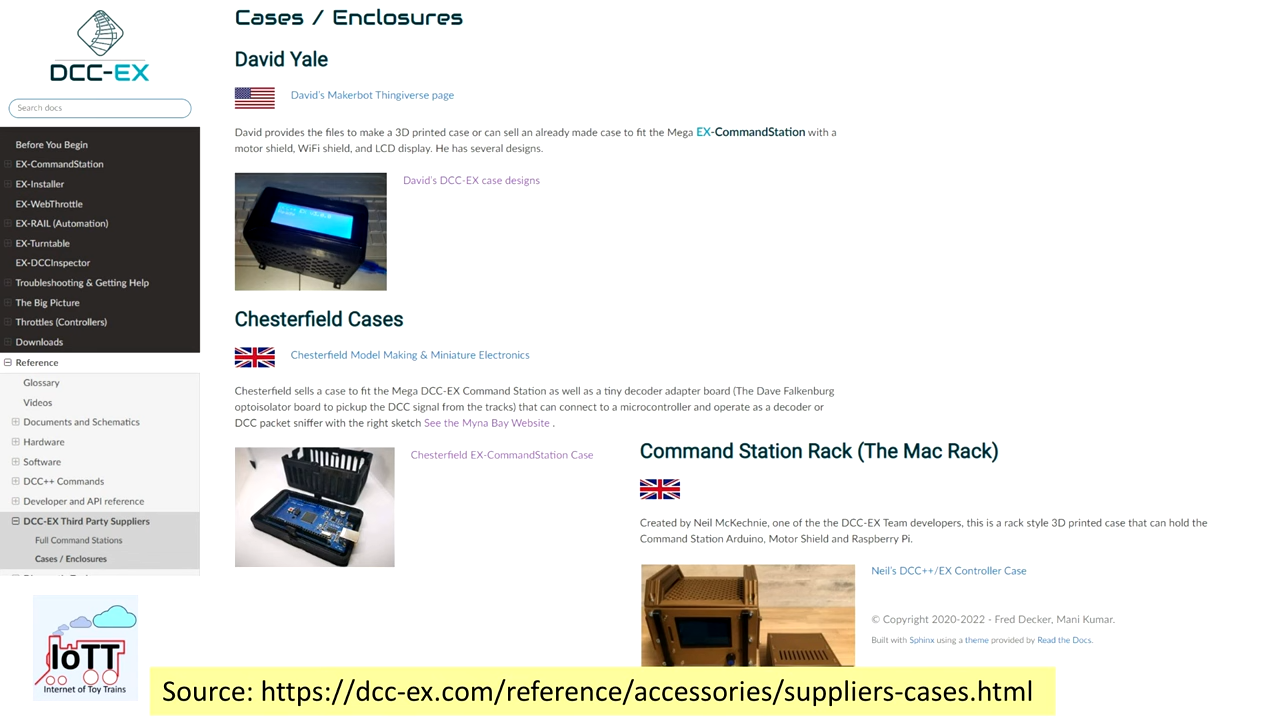 DCC-EX
Search docs
Before You Begin
EX-CommandStation
EX-Installer
EX-WebThrottle
EX-RAIL (Automation)
EX-Turntable
EX-DCCInspector
Troubleshooting & Getting Help
The Big Picture
Throttles (Controllers)
Downloads
Reference
Glossary
Videos
Documents and Schematics
Hardware
Software
DCC++ Commands
Developer and API reference
DCC-EX Third Party Suppliers
Full Command Stations
Cases / Enclosures
Cases / Enclosures
David Yale
David's Makerbot Thingiverse page
David provides the files to make a 3D printed case or can sell an already made case to fit the Mega EX-CommandStation with a
motor shield, WiFi shield, and LCD display. He has several designs.
David's DCC-EX case designs
Chesterfield Cases
Chesterfield Model Making & Miniature Electronics
Chesterfield sells a case to fit the Mega DCC-EX Command Station as well as a tiny decoder adapter board (The Dave Falkenburg
optoisolator board to pickup the DCC signal from the tracks) that can connect to a microcontroller and operate as a decoder or
DCC packet sniffer with the right sketch See the Myna Bay Website .
Chesterfield EX-CommandStation Case
Command Station Rack (The Mac Rack)
Created by Neil McKechnie, one of the the DCC-EX Team developers, this is a rack style 3D printed case that can hold the
Command Station Arduino, Motor Shield and Raspberry Pi.
Neil's DCC++/EX Controller Case
© Copyright 2020-2022 - Fred Decker, Mani Kumar.
Built with Sphinx using a theme provided by Read the Docs.
IoTT
Internet of Toy Trains
Source: https://dcc-ex.com/reference/accessories/suppliers-cases.html